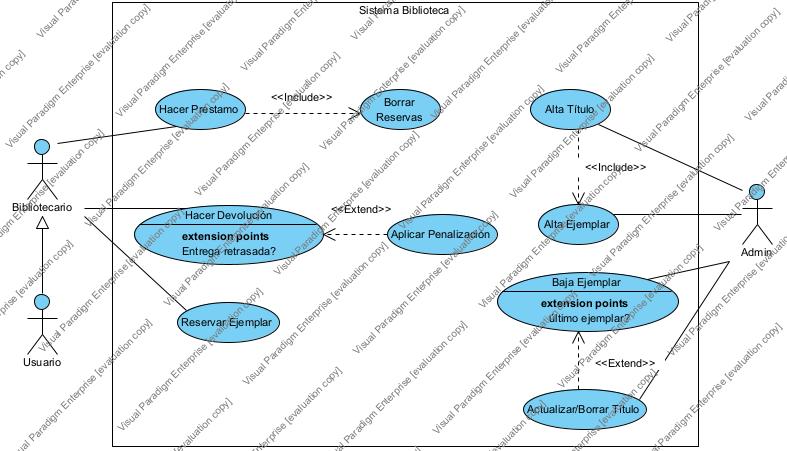 Sistema Biblioteca
Hacer Préstamo
<<Include>>
Borrar
Reservas
Alta Título
<<Include>>
Bibliotecario
Hacer Devolución
extension points
Entrega retrasada?
<<Extend>>
Aplicar Penalización
Alta Ejemplar
Admin
Baja Ejemplar
extension points
último ejemplar?
Reservar Ejemplar
Usuario
<<Extend>>
Actualizar/Borrar Título
Visual Paradigm Enterprise [evaluation copy]